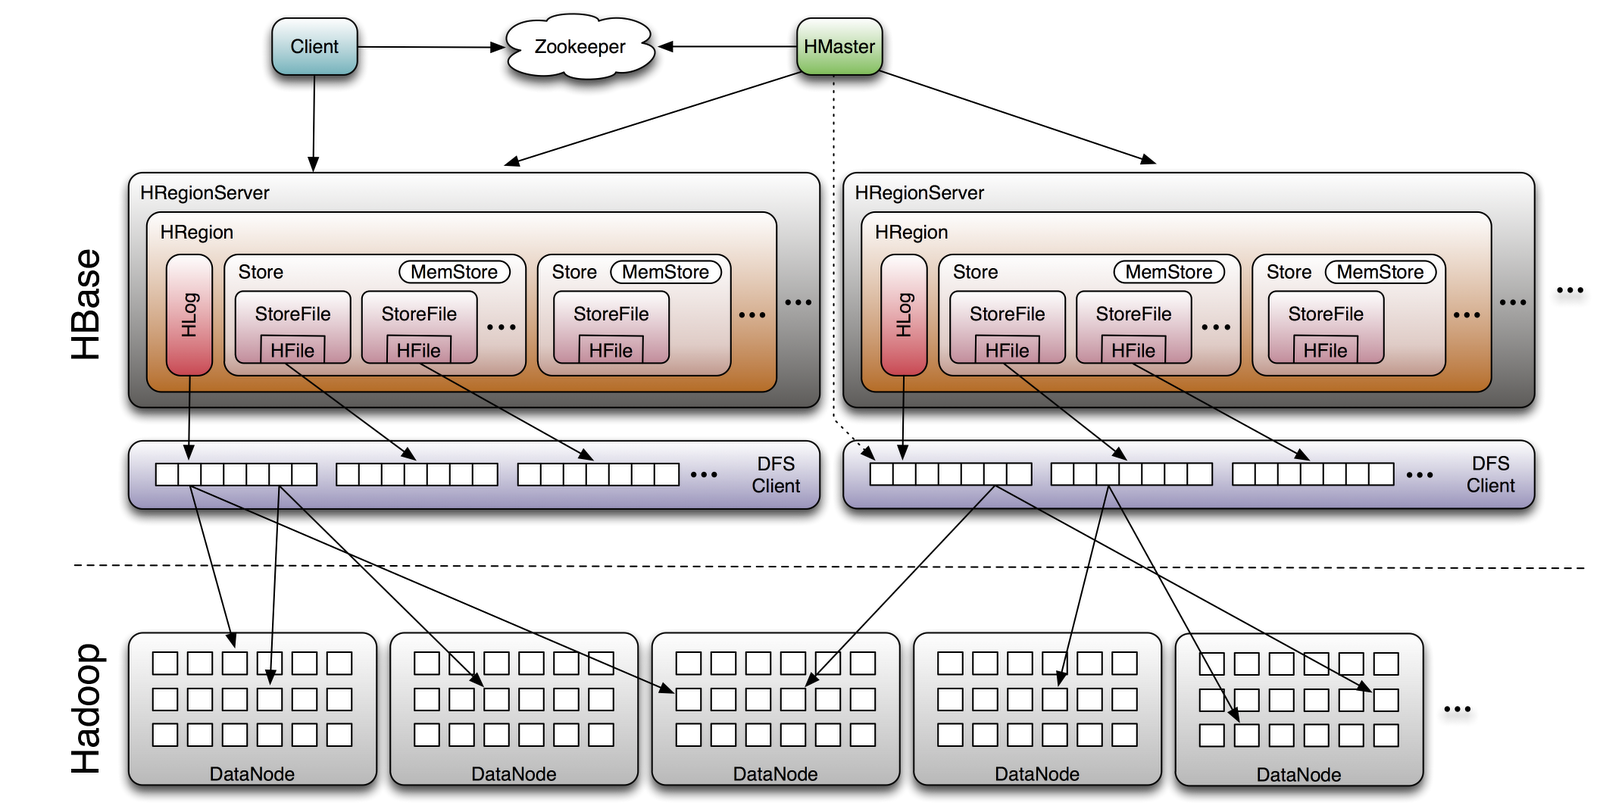 Client
Zookeeper
HMaster
HBase
HRegionServer
HRegionServer
HRegion
HRegion
HLog
Store
MemStore
Store
MemStore
HLog
Store
MemStore
Store
MemStore
StoreFile
StoreFile
...
StoreFile
...
...
StoreFile
StoreFile
...
StoreFile
...
...
...
HFile
HFile
HFile
HFile
HFile
HFile
...
DFS
Client
...
DFS
Client
Hadoop
...
DataNode
DataNode
DataNode
DataNode
DataNode